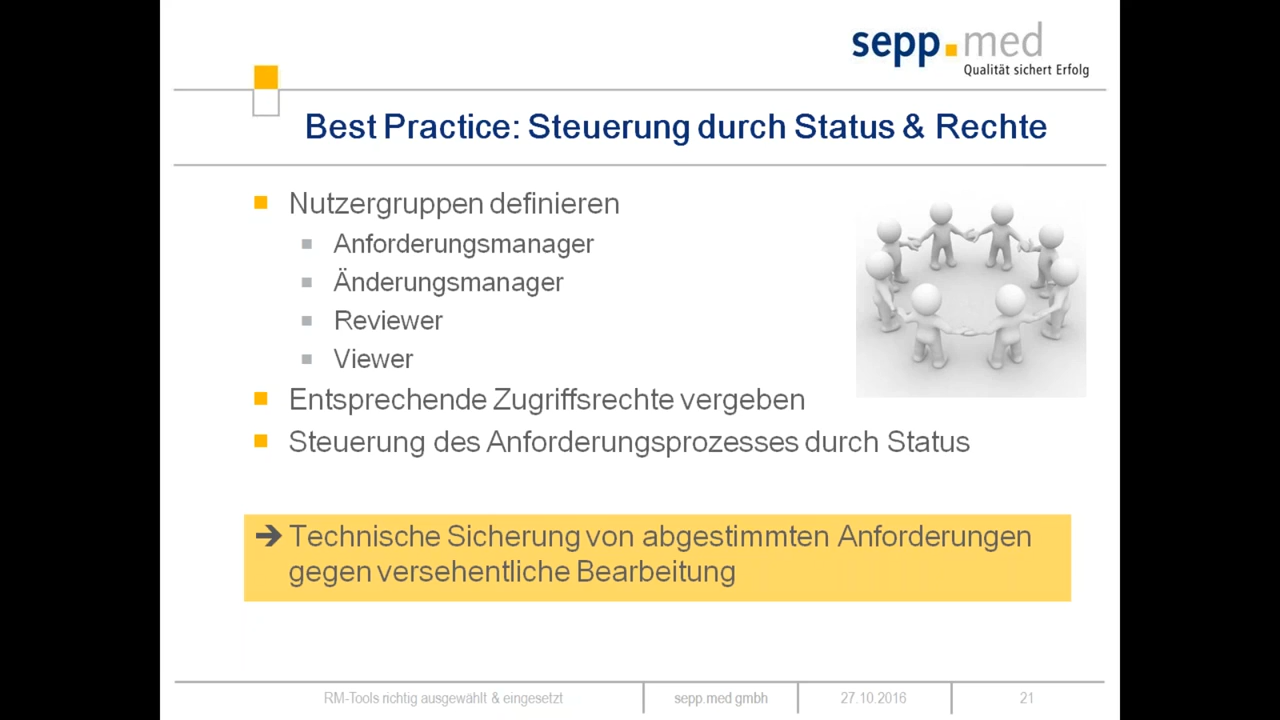 sepp.med
Qualität sichert Erfolg
Best Practice: Steuerung durch Status & Rechte
Nutzergruppen definieren
Anforderungsmanager
Änderungsmanager
Reviewer
Viewer
Entsprechende Zugriffsrechte vergeben
Steuerung des Anforderungsprozesses durch Status
➔ Technische Sicherung von abgestimmten Anforderungen
gegen versehentliche Bearbeitung
RM-Tools richtig ausgewählt & eingesetzt
sepp.med gmbh
27.10.2016
21